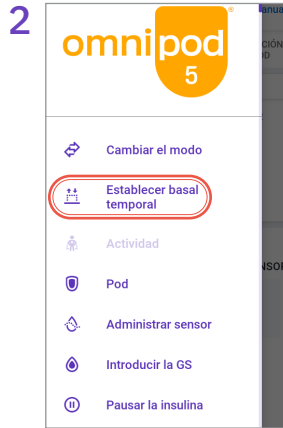 2
omnipod®
5
Cambiar el modo
Establecer basal
temporal
Actividad
Pod
Administrar sensor
Introducir la GS
Pausar la insulina